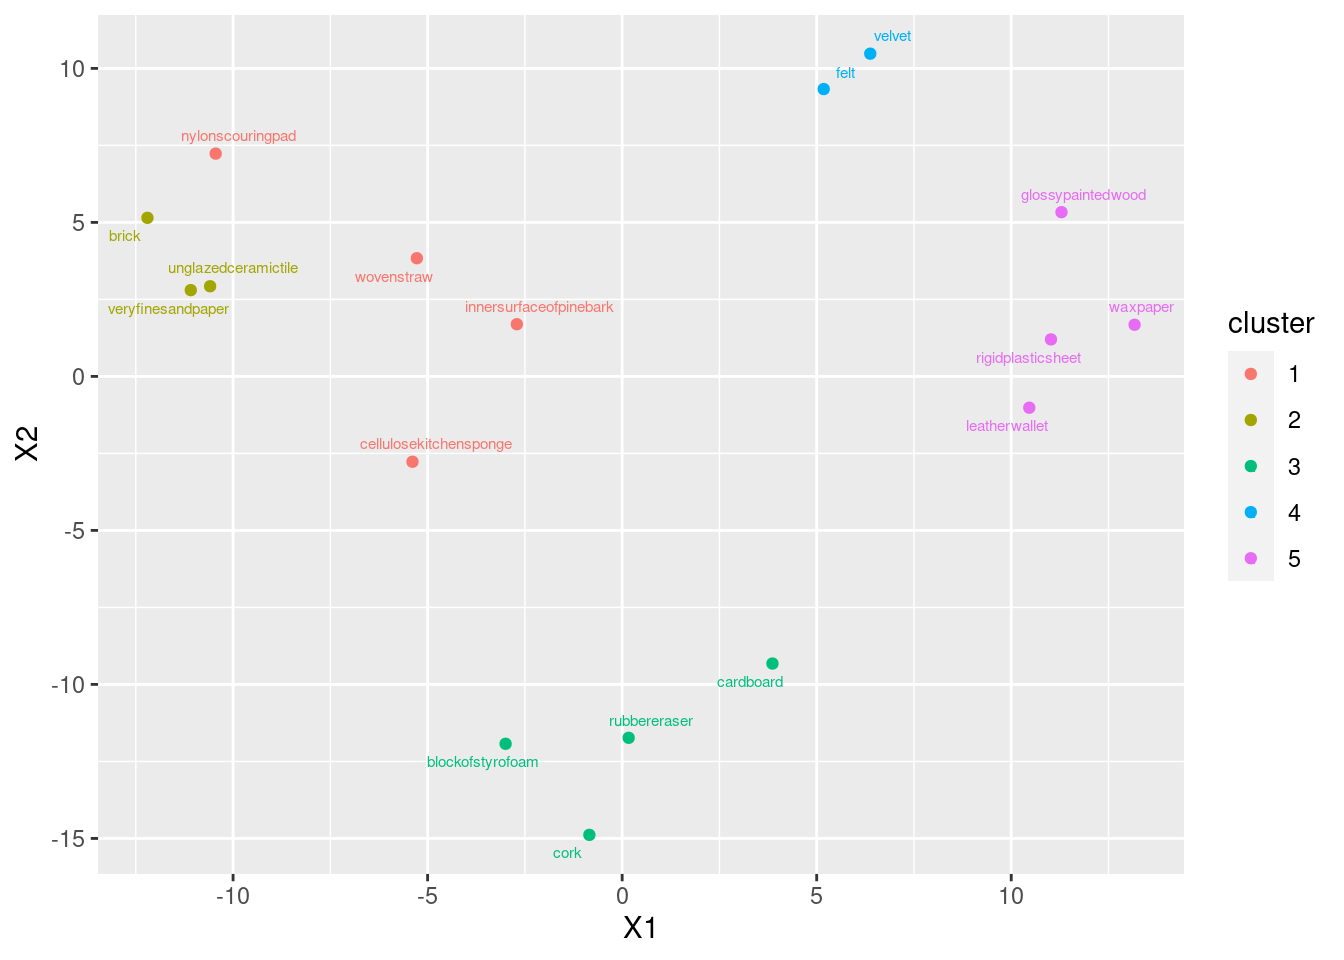 velvet
10
felt
nylonscouringpad
glossypaintedwood
5
brick
unglazedceramictile
wovenstraw
veryfinesandpaper
innersurfaceofpinebark
waxpaper
rigidplasticsheet
0
leatherwallet
cellulosekitchensponge
-5
cardboard
-10
rubbereraser
blockofstyrofoam
-15
cork
-10 -5 0 5 10
X1
X2
cluster
1
2
3
4
5